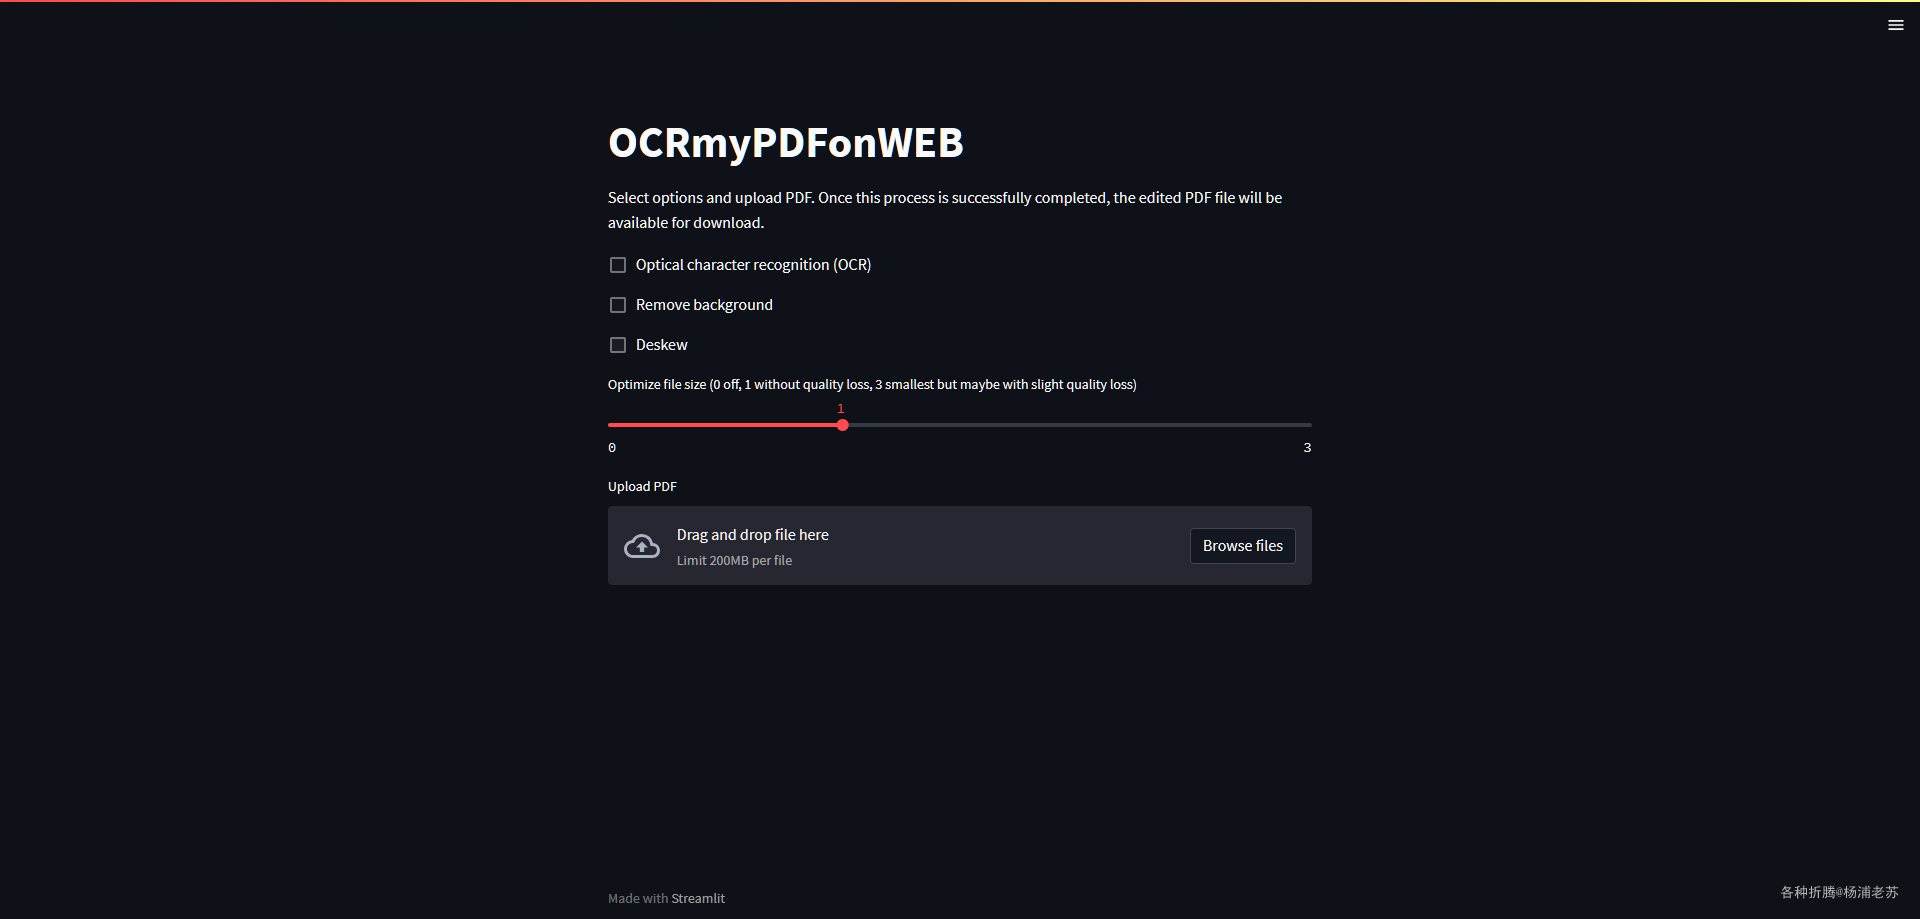 OCRmyPDFonWEB
Select options and upload PDF. Once this process is successfully completed, the edited PDF file will be
available for download.
Optical character recognition (OCR)
Remove background
Deskew
Optimize file size (0 off, 1 without quality loss, 3 smallest but maybe with slight quality loss)
1
0 3
Upload PDF
Drag and drop file here
Limit 200MB per file
Browse files
Made with Streamlit
各种折腾@杨浦老苏